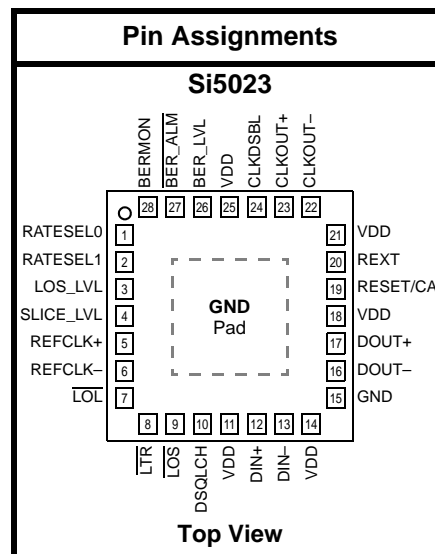 Pin Assignments
Si5023
BERMON
BER_ALM
BER_LVL
VDD
CLKDSBL
CLKOUT+
CLKOUT–
28 27 26 25 24 23 22
RATESEL0 1
RATESEL1 2
LOS_LVL 3
SLICE_LVL 4
REFCLK+ 5
REFCLK– 6
LOL 7
GND
Pad
21 VDD
20 REXT
19 RESET/CA
18 VDD
17 DOUT+
16 DOUT–
15 GND
8 9 10 11 12 13 14
LTR
LOS
DSQLCH
VDD
DIN+
DIN–
VDD
Top View